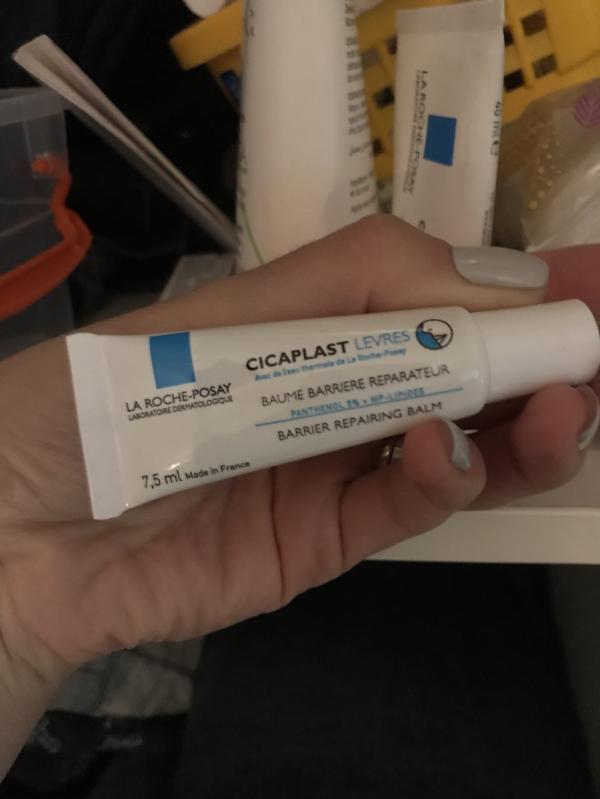 LA ROCHE-POSAY
40 ml e
LA ROCHE-POSAY
LABORATOIRE DERMATOLOGIQUE
CICAPLAST LEVRES
Avec de l'eau thermale de La Roche-Posay
BAUME BARRIERE REPARATEUR
PANTHENOL 5% + MP-LIPIDES
BARRIER REPAIRING BALM
7,5 ml Made in France